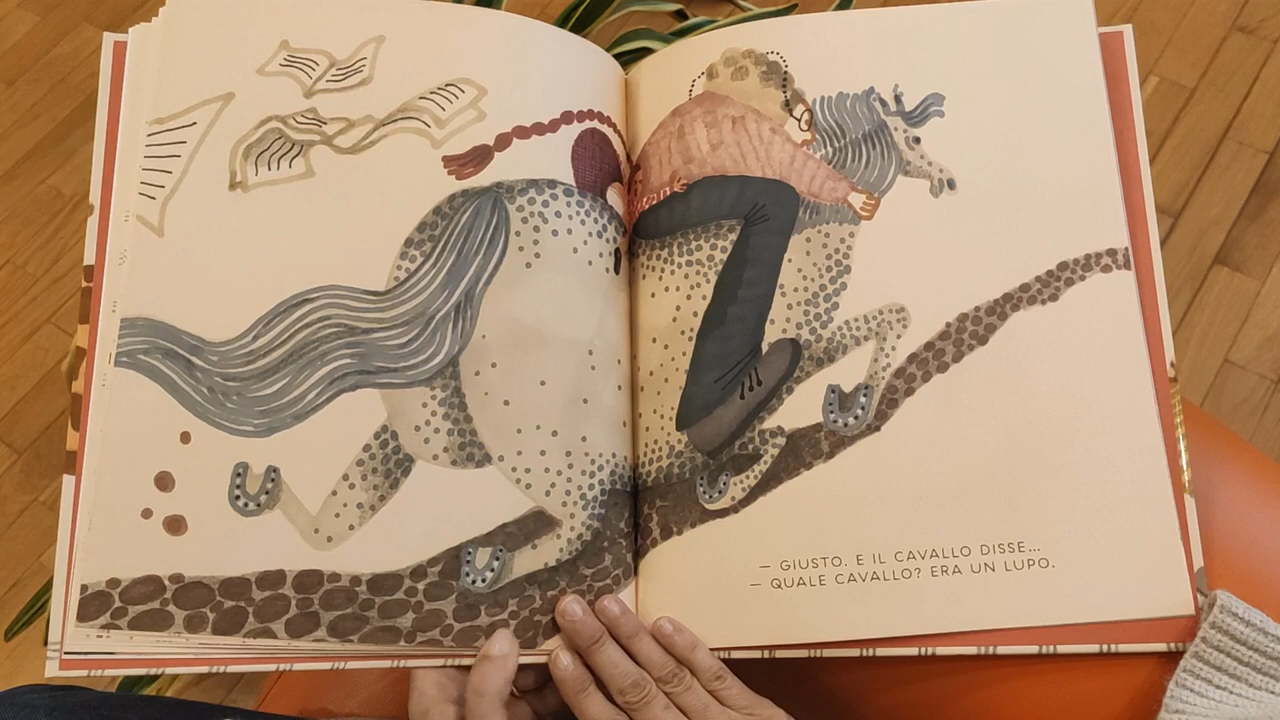 — GIUSTO. E IL CAVALLO DISSE...
— QUALE CAVALLO? ERA UN LUPO.